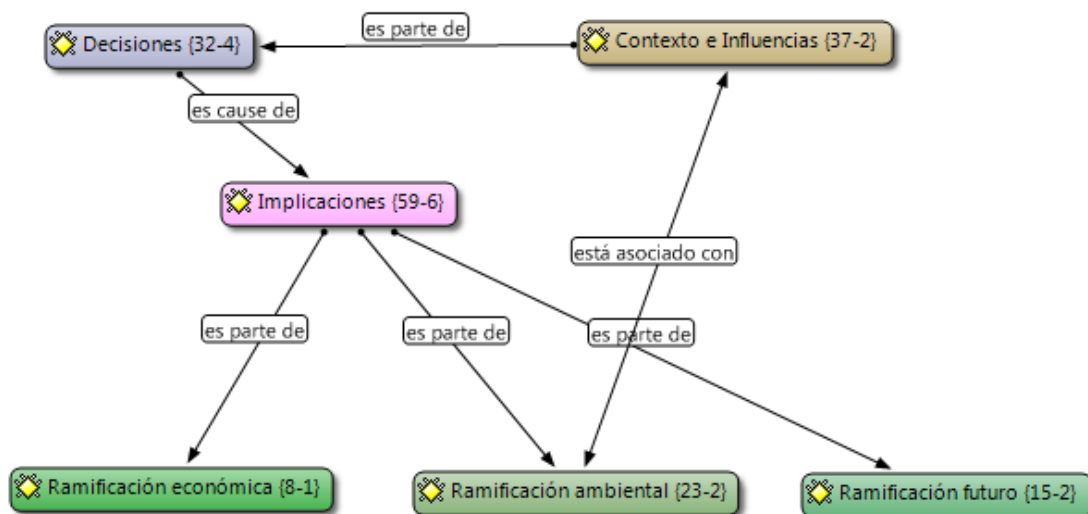 es parte de
Decisiones {32-4}
Contexto e Influencias {37-2}
es cause de
Implicaciones {59-6}
está asociado con
es parte de
es parte de
es parte de
Ramificación económica {8-1}
Ramificación ambiental {23-2}
Ramificación futuro {15-2}